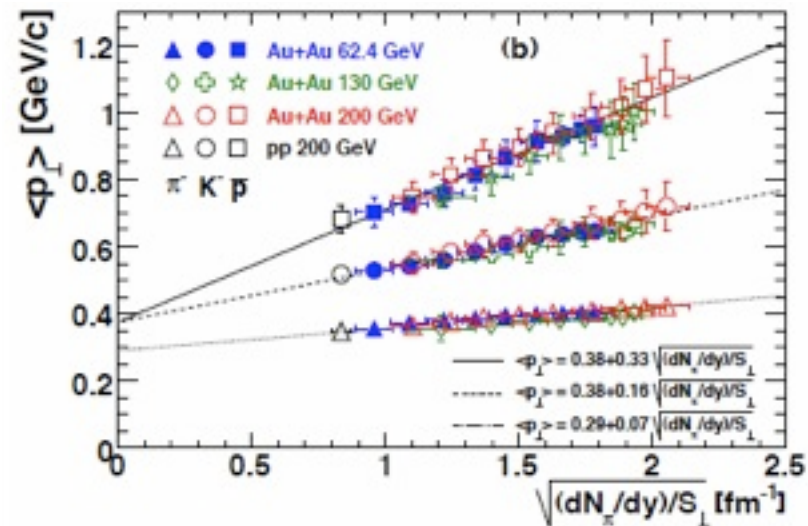 <p⊥> [GeV/c]
1.2
1
0.8
0.6
0.4
0.2
0
(b)
Au+Au 62.4 GeV
Au+Au 130 GeV
Au+Au 200 GeV
pp 200 GeV
π⁻ K⁻ p̅
<p⊥> = 0.38+0.33 √(dNπ/dy)/S⊥
<p⊥> = 0.38+0.16 √(dNπ/dy)/S⊥
<p⊥> = 0.29+0.07 √(dNπ/dy)/S⊥
0 0.5 1 1.5 2 2.5
√(dNπ/dy)/S⊥ [fm⁻¹]